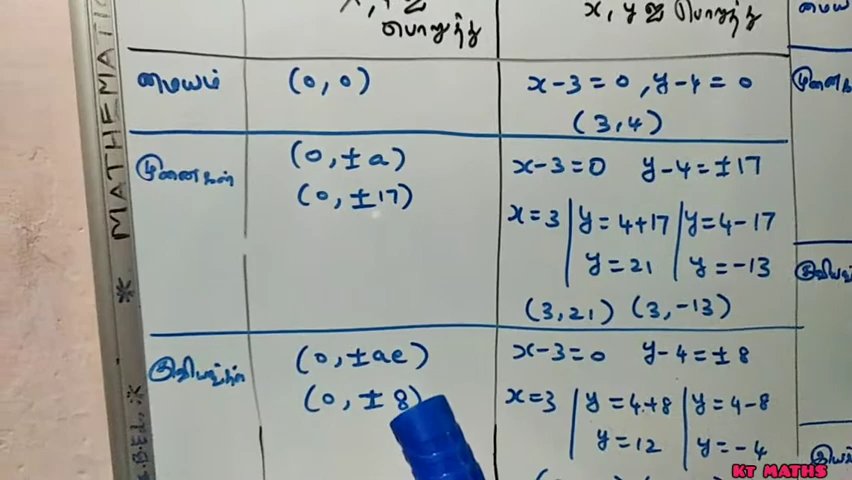 x, y ஐ பொறுத்து
பொறுத்து
மையம் (0, 0) x-3=0, y-4=0
(3, 4)
முனைகள் (0, ±a) x-3=0 y-4=±17
(0, ±17)
x=3 | y=4+17 | y=4-17
y=21 | y=-13
(3,21) (3,-13)
குவியங்கள் (0, ±ae) x-3=0 y-4=±8
(0, ±8) x=3 | y=4+8 | y=4-8
y=12 | y=-4
MATHEMATIC
KT MATHS